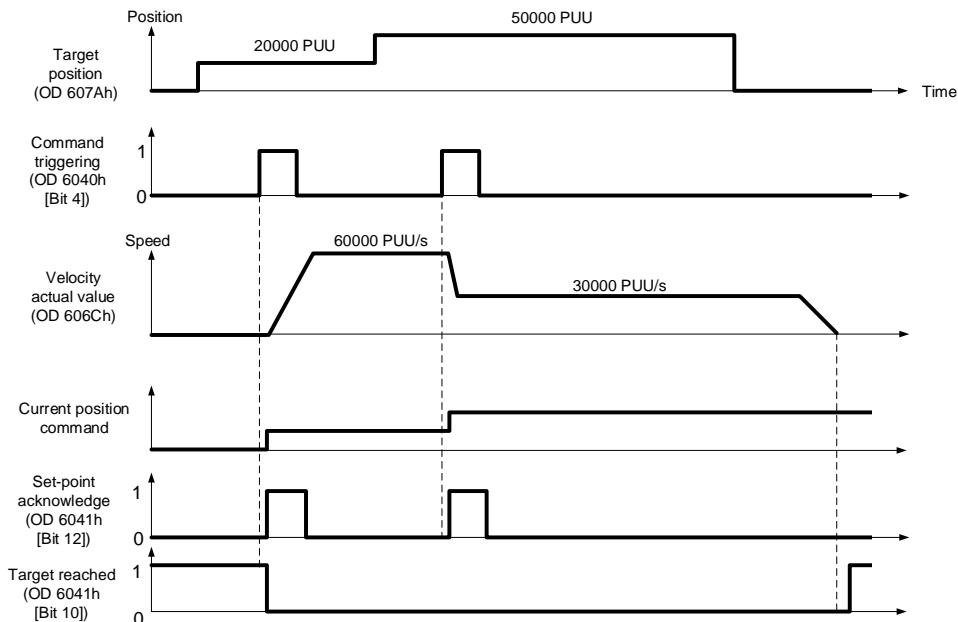 Position
50000 PUU
20000 PUU
Target
position
(OD 607Ah)
Time
Command
triggering
(OD 6040h
[Bit 4])
1
0
Speed
60000 PUU/s
Velocity
actual value
(OD 606Ch)
30000 PUU/s
Current position
command
Set-point
acknowledge
(OD 6041h
[Bit 12])
1
0
Target reached
(OD 6041h
[Bit 10])
1
0